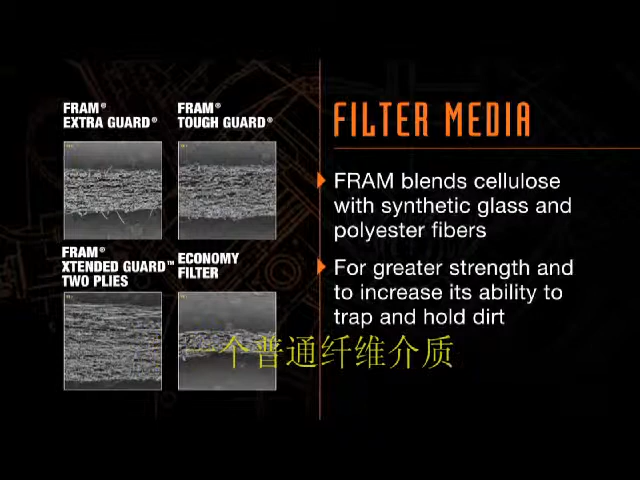 FRAM®
EXTRA GUARD®
FRAM®
TOUGH GUARD®
FRAM®
XTENDED GUARD™
TWO PLIES
ECONOMY
FILTER
FILTER MEDIA
FRAM blends cellulose
with synthetic glass and
polyester fibers
For greater strength and
to increase its ability to
trap and hold dirt
一个普通纤维介质